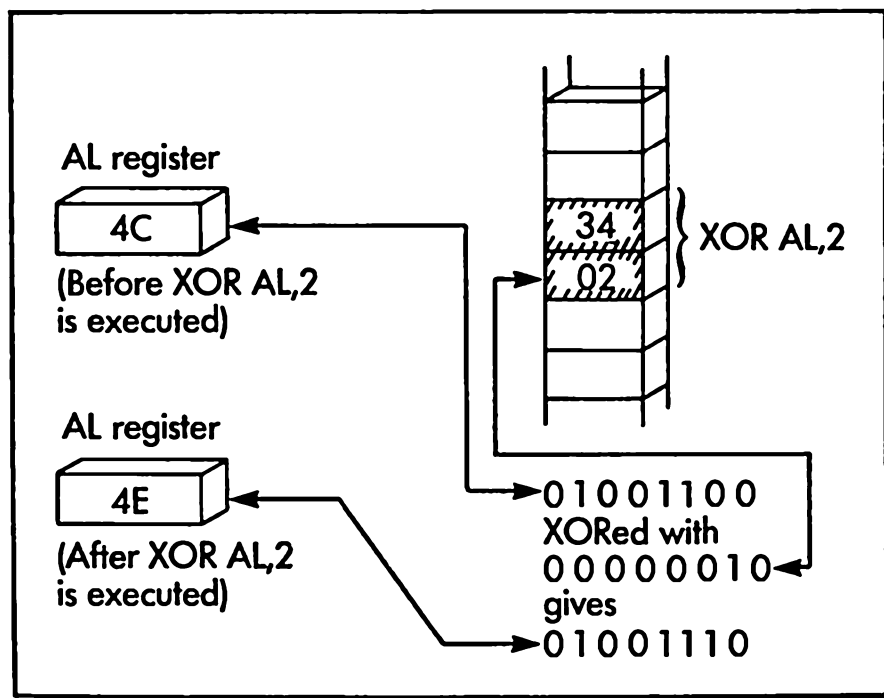 AL register
4C
(Before XOR AL,2
is executed)
34
02
XOR AL,2
AL register
4E
(After XOR AL,2
is executed)
01001100
XORed with
00000010
gives
01001110